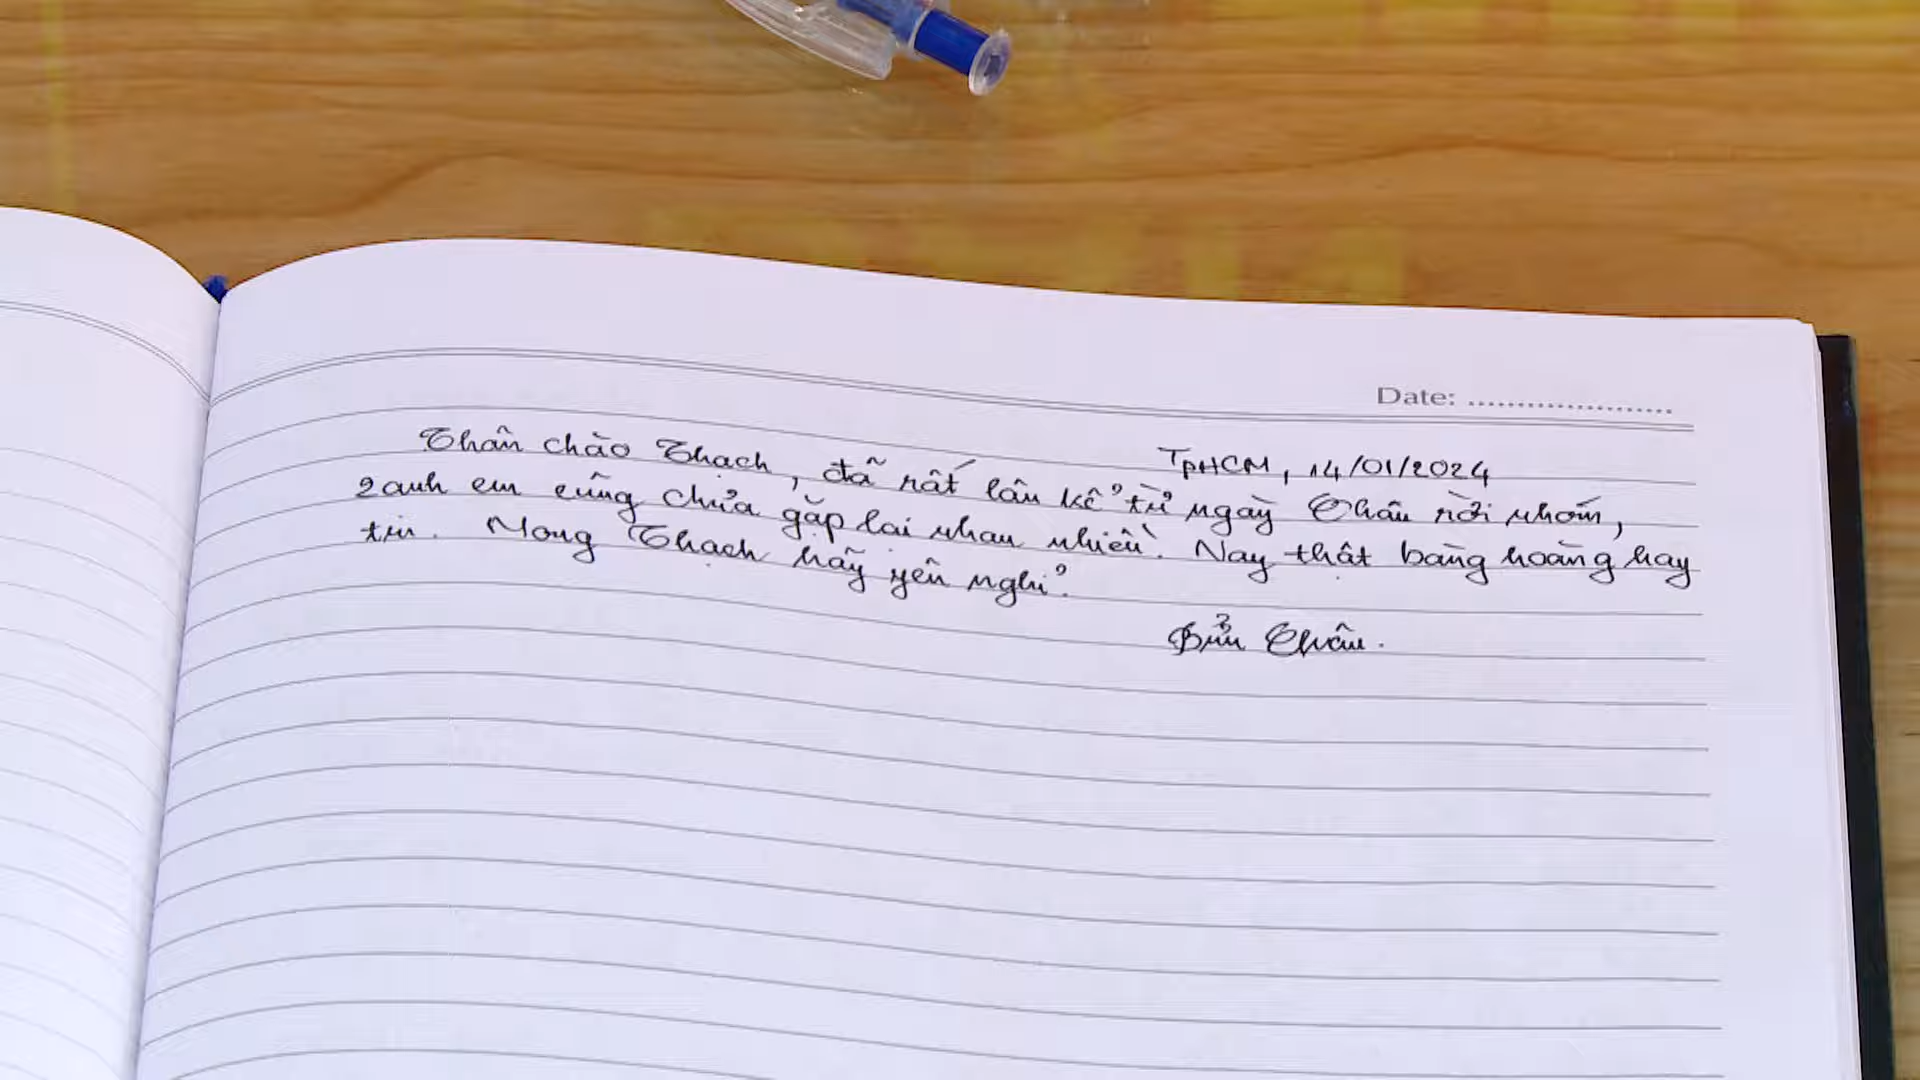 Date: .....................
TPHCM, 14/01/2024
Thân chào Thạch, đã rất lâu kể từ ngày Châu rời nhóm,
2 anh em cũng chưa gặp lại nhau nhiều. Nay thật bàng hoàng hay
tin. Mong Thạch hãy yên nghỉ.
Bửu Châu.